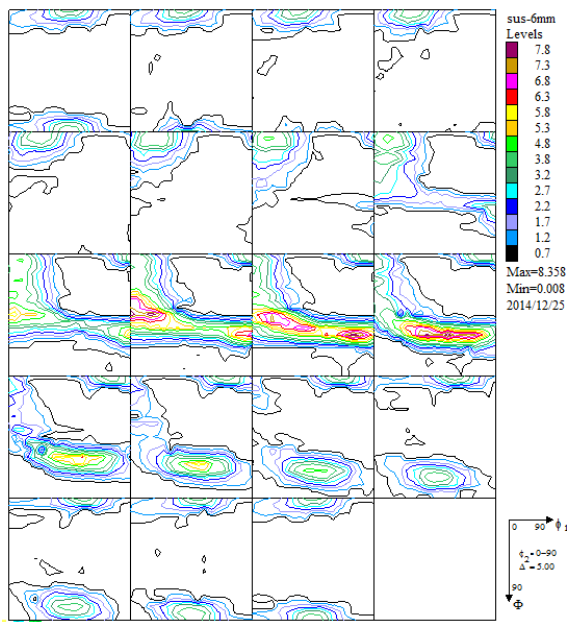 sus-6mm
Levels
7.8
7.3
6.8
6.3
5.8
5.3
4.8
3.8
3.2
2.7
2.2
1.7
1.2
0.7
Max=8.358
Min=0.008
2014/12/25
0 90 ϕ 1
ϕ 2 = 0-90
Δ = 5.00
90
Φ